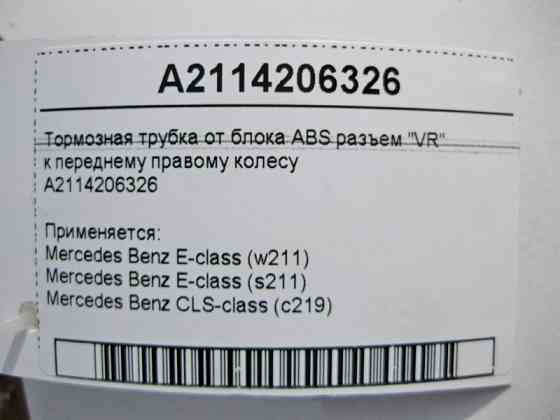 A2114206326
Тормозная трубка от блока ABS разъем "VR"
к переднему правому колесу
A2114206326
Применяется:
Mercedes Benz E-class (w211)
Mercedes Benz E-class (s211)
Mercedes Benz CLS-class (c219)